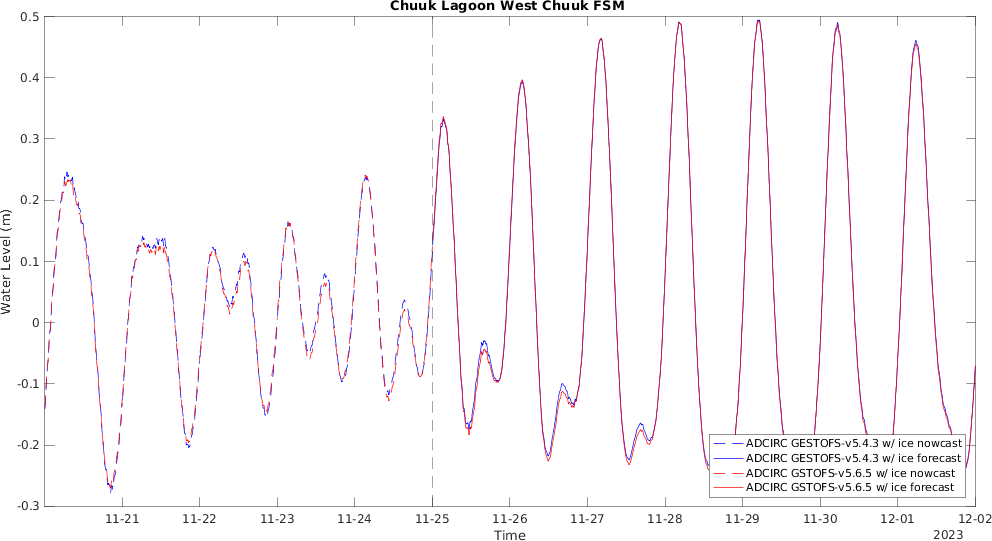 Chuuk Lagoon West Chuuk FSM
Water Level (m)
0.5
0.4
0.3
0.2
0.1
0
-0.1
-0.2
-0.3
ADCIRC GESTOFS-v5.4.3 w/ ice nowcast
ADCIRC GESTOFS-v5.4.3 w/ ice forecast
ADCIRC GSTOFS-v5.6.5 w/ ice nowcast
ADCIRC GSTOFS-v5.6.5 w/ ice forecast
11-21 11-22 11-23 11-24 11-25 11-26 11-27 11-28 11-29 11-30 12-01 12-02
Time
2023